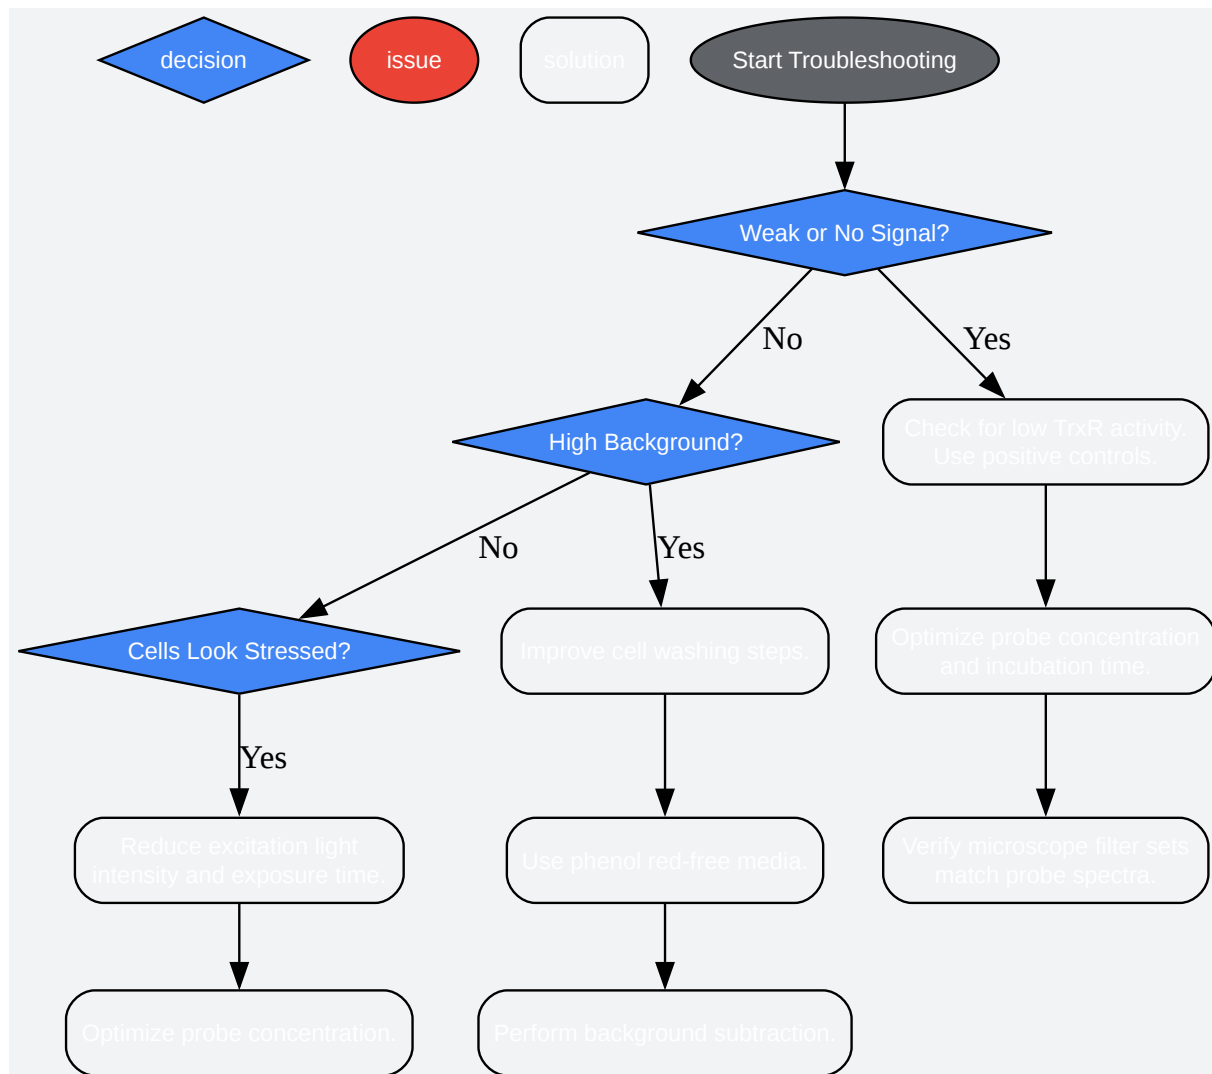 decision
issue
solution
Start Troubleshooting
Weak or No Signal?
No
Yes
High Background?
Check for low TrxR activity.
Use positive controls.
No
Yes
Cells Look Stressed?
Improve cell washing steps.
Optimize probe concentration
and incubation time.
Yes
Reduce excitation light
intensity and exposure time.
Use phenol red-free media.
Verify microscope filter sets
match probe spectra.
Optimize probe concentration.
Perform background subtraction.